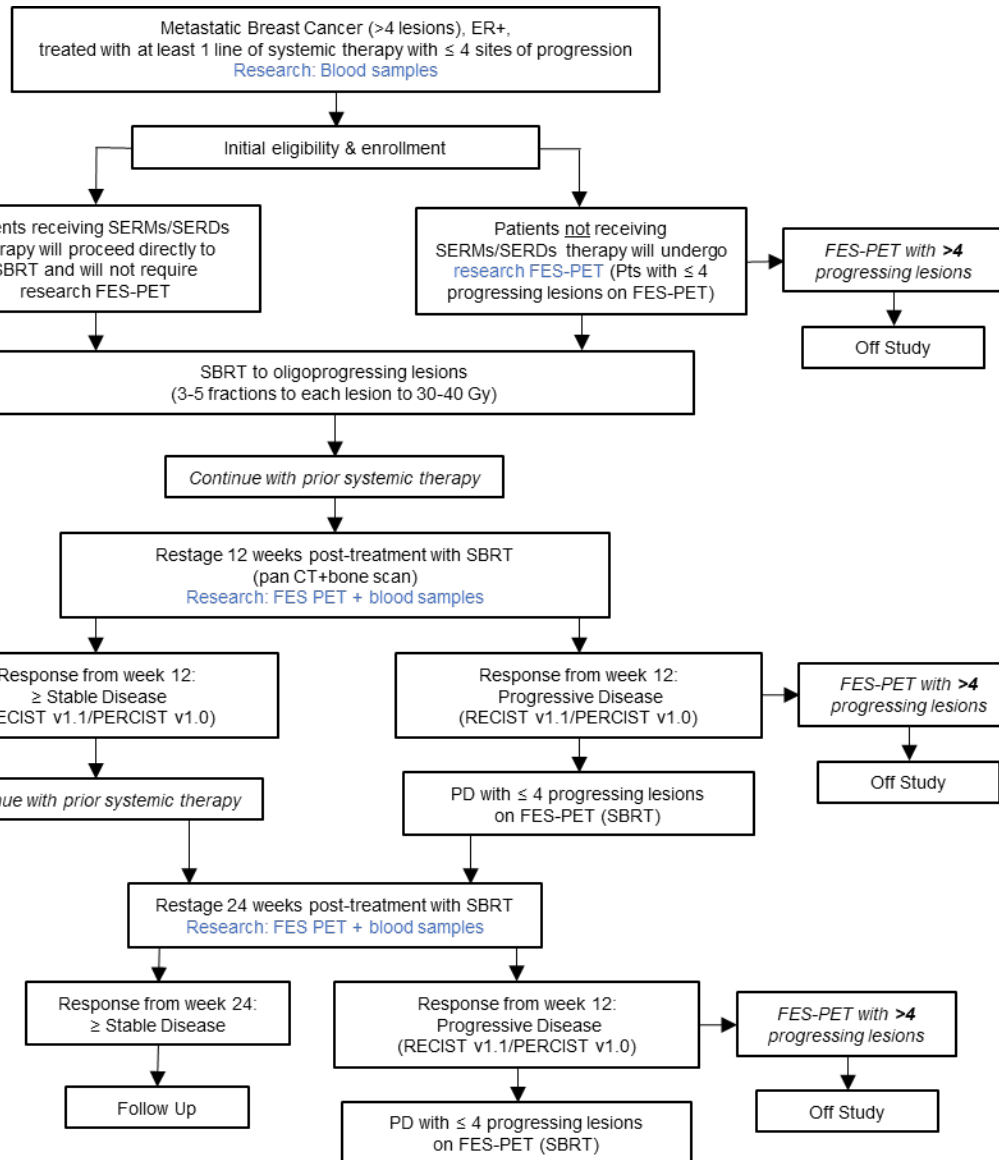 Metastatic Breast Cancer (>4 lesions), ER+,
treated with at least 1 line of systemic therapy with ≤ 4 sites of progression
Research: Blood samples
Initial eligibility & enrollment
ents receiving SERMs/SERDs
rapy will proceed directly to
SBRT and will not require
research FES-PET
Patients not receiving
SERMs/SERDs therapy will undergo
research FES-PET (Pts with ≤ 4
progressing lesions on FES-PET)
FES-PET with >4
progressing lesions
Off Study
SBRT to oligoprogressing lesions
(3-5 fractions to each lesion to 30-40 Gy)
Continue with prior systemic therapy
Restage 12 weeks post-treatment with SBRT
(pan CT+bone scan)
Research: FES PET + blood samples
Response from week 12:
≥ Stable Disease
RECIST v1.1/PERCIST v1.0)
Response from week 12:
Progressive Disease
(RECIST v1.1/PERCIST v1.0)
FES-PET with >4
progressing lesions
Off Study
nue with prior systemic therapy
PD with ≤ 4 progressing lesions
on FES-PET (SBRT)
Restage 24 weeks post-treatment with SBRT
Research: FES PET + blood samples
Response from week 24:
≥ Stable Disease
Response from week 12:
Progressive Disease
(RECIST v1.1/PERCIST v1.0)
FES-PET with >4
progressing lesions
Follow Up
Off Study
PD with ≤ 4 progressing lesions
on FES-PET (SBRT)